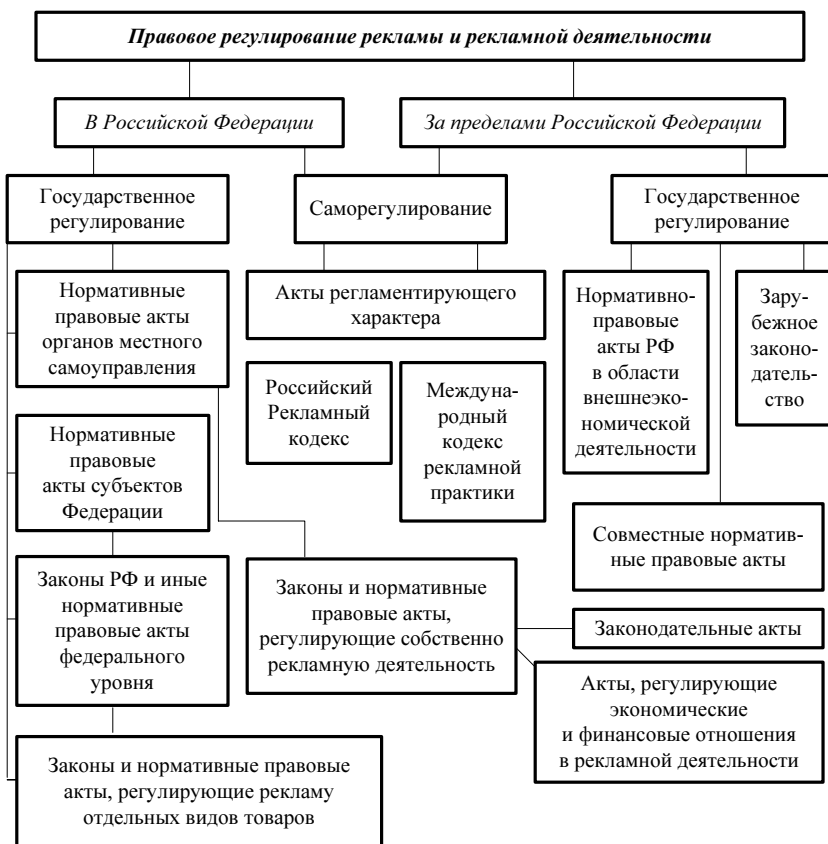 Правовое регулирование рекламы и рекламной деятельности
В Российской Федерации
За пределами Российской Федерации
Государственное
регулирование
Саморегулирование
Государственное
регулирование
Нормативные
правовые акты
органов местного
самоуправления
Акты регламентирующего
характера
Нормативно-
правовые
акты РФ
в области
внешнеэко-
номической
деятельности
Зару-
бежное
законо-
датель-
ство
Российский
Рекламный
кодекс
Междуна-
родный
кодекс
рекламной
практики
Нормативные
правовые
акты субъектов
Федерации
Совместные норматив-
ные правовые акты
Законы РФ и иные
нормативные
правовые акты
федерального
уровня
Законы и нормативные
правовые акты,
регулирующие собственно
рекламную деятельность
Законодательные акты
Акты, регулирующие
экономические
и финансовые отношения
в рекламной деятельности
Законы и нормативные правовые
акты, регулирующие рекламу
отдельных видов товаров